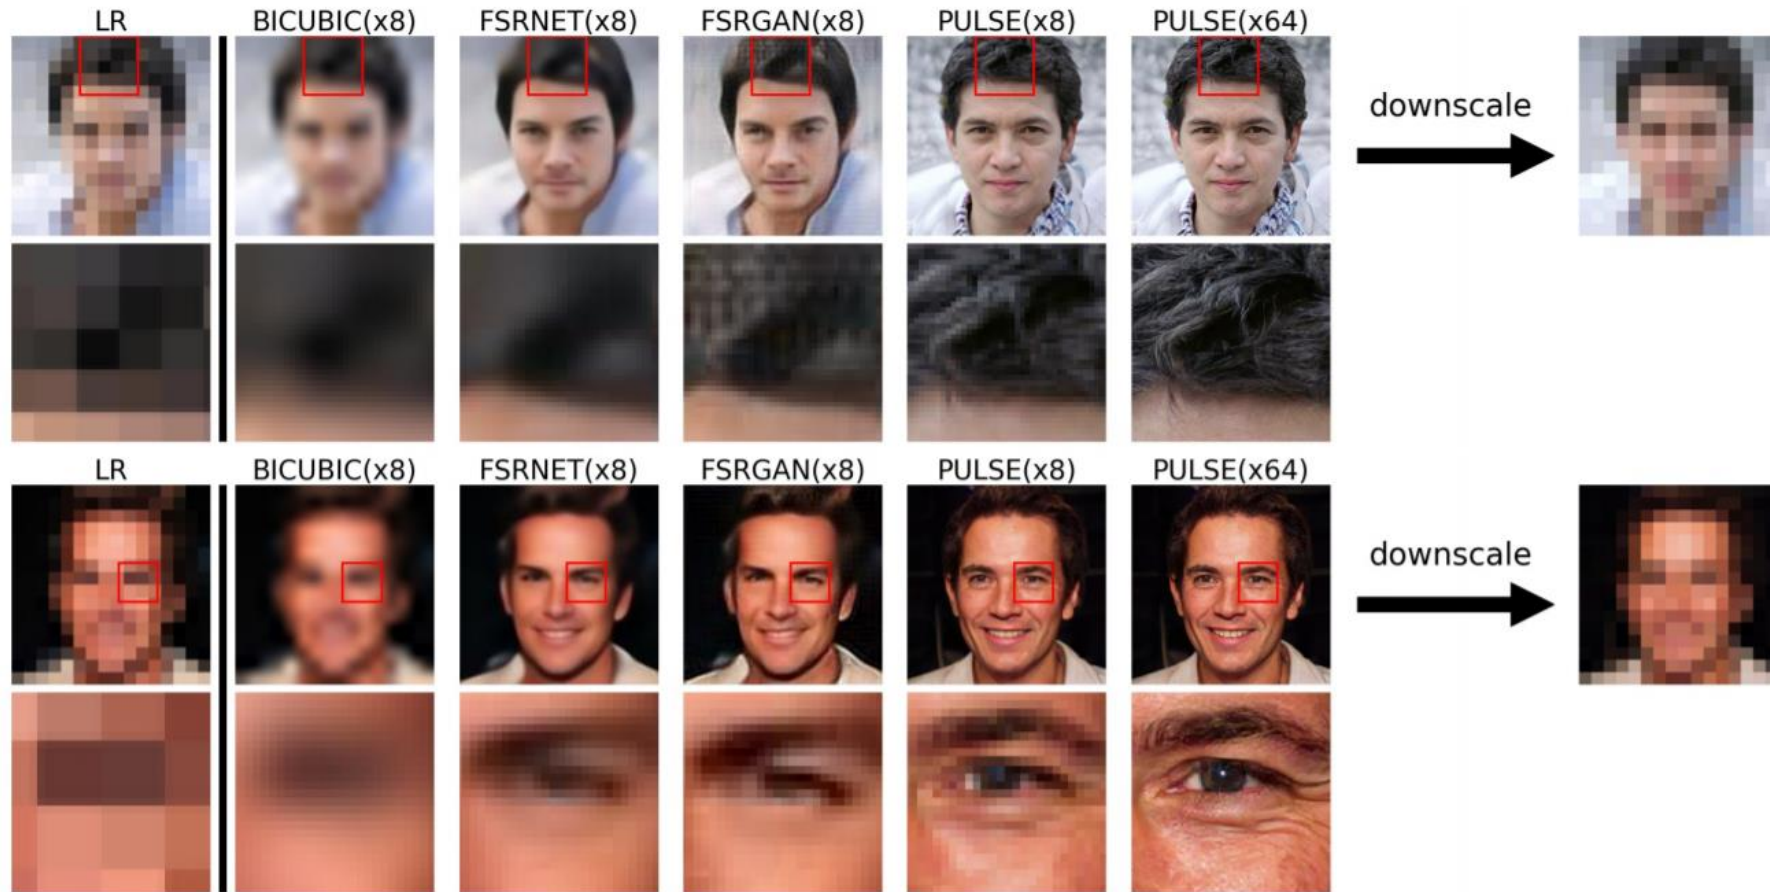 LR BICUBIC(x8) FSRNET(x8) FSRGAN(x8) PULSE(x8) PULSE(x64)
downscale
LR BICUBIC(x8) FSRNET(x8) FSRGAN(x8) PULSE(x8) PULSE(x64)
downscale